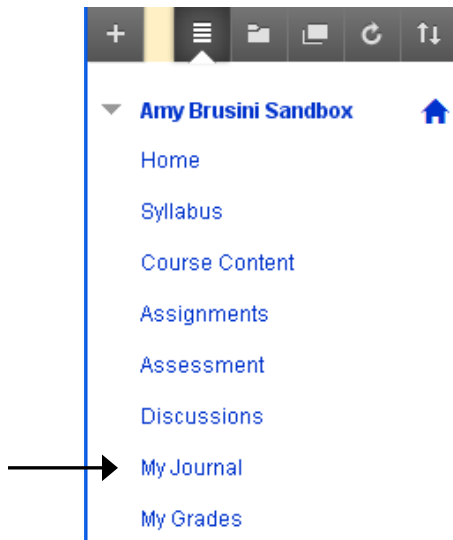 Amy Brusini Sandbox
Home
Syllabus
Course Content
Assignments
Assessment
Discussions
My Journal
My Grades